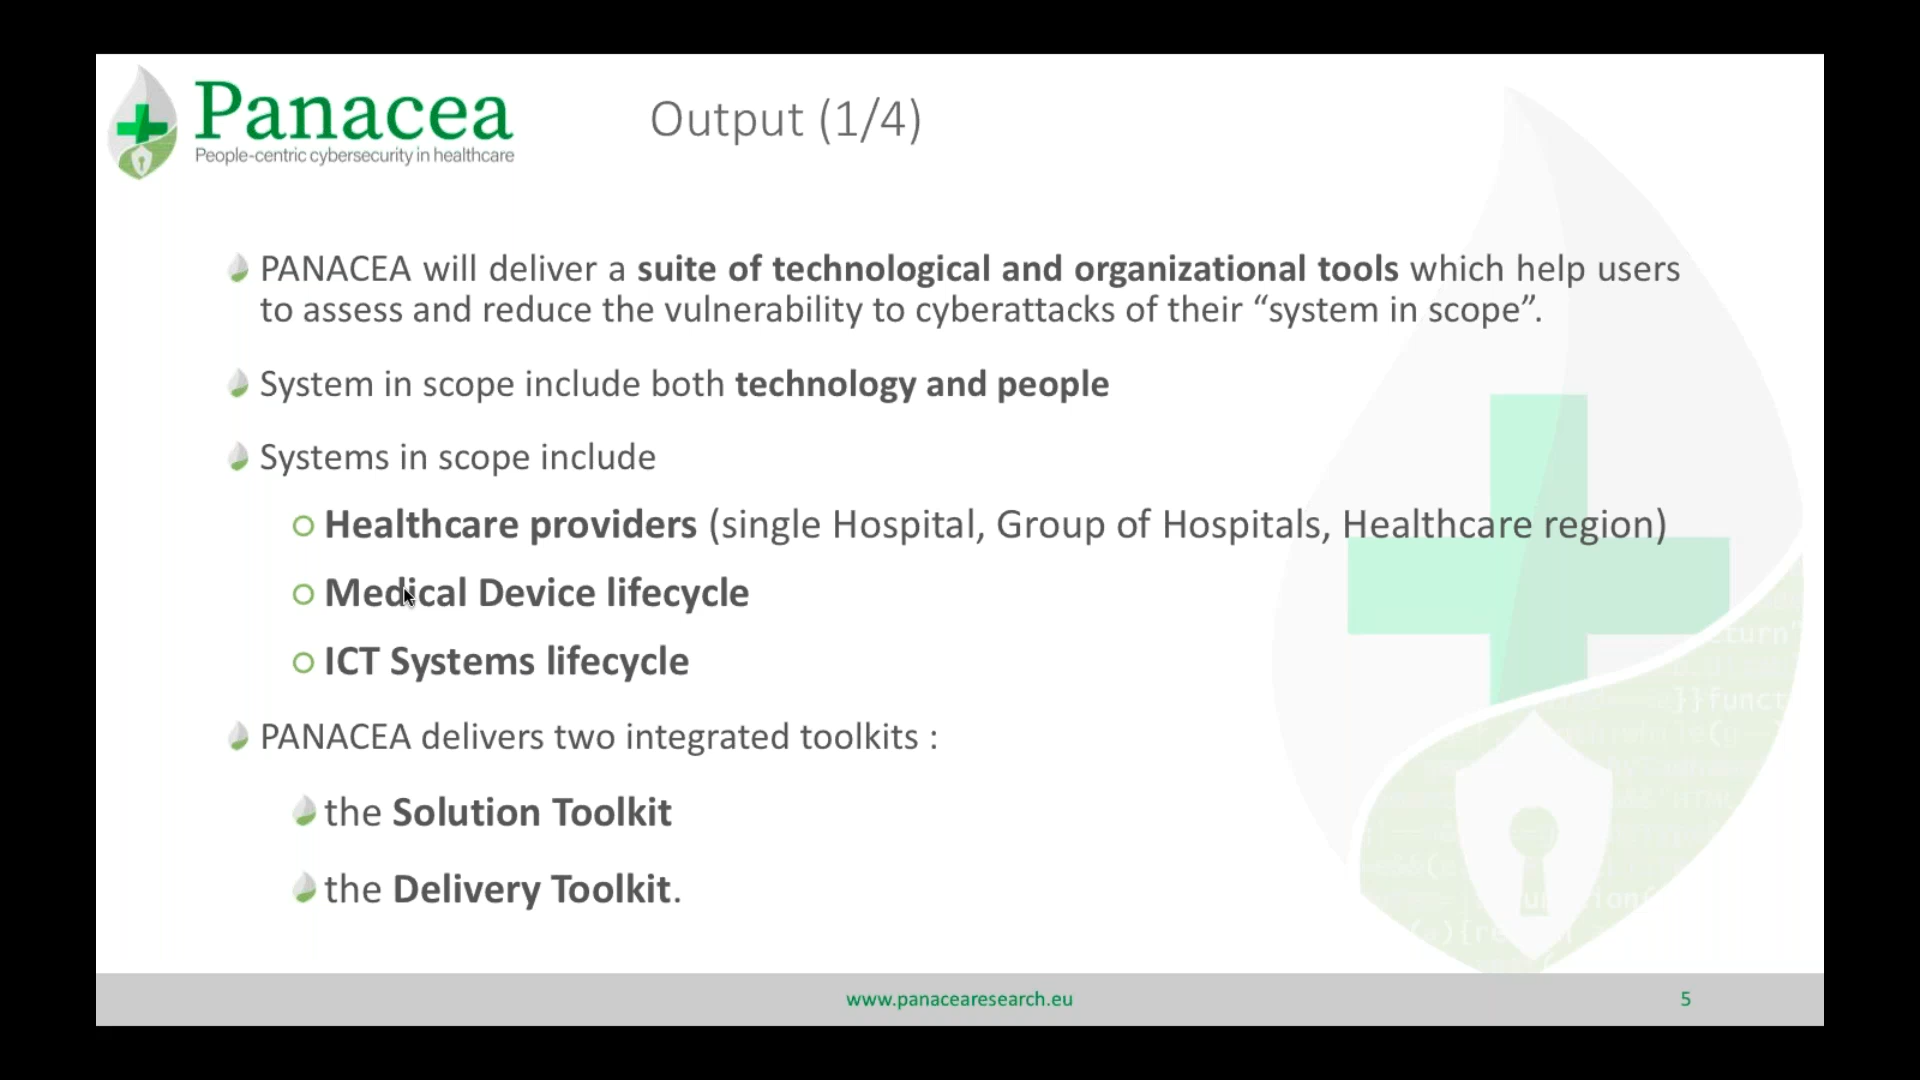 Panacea
People-centric cybersecurity in healthcare
Output (1/4)
PANACEA will deliver a suite of technological and organizational tools which help users
to assess and reduce the vulnerability to cyberattacks of their “system in scope”.
System in scope include both technology and people
Systems in scope include
Healthcare providers (single Hospital, Group of Hospitals, Healthcare region)
Medical Device lifecycle
ICT Systems lifecycle
PANACEA delivers two integrated toolkits :
the Solution Toolkit
the Delivery Toolkit.
www.panacearesearch.eu
5